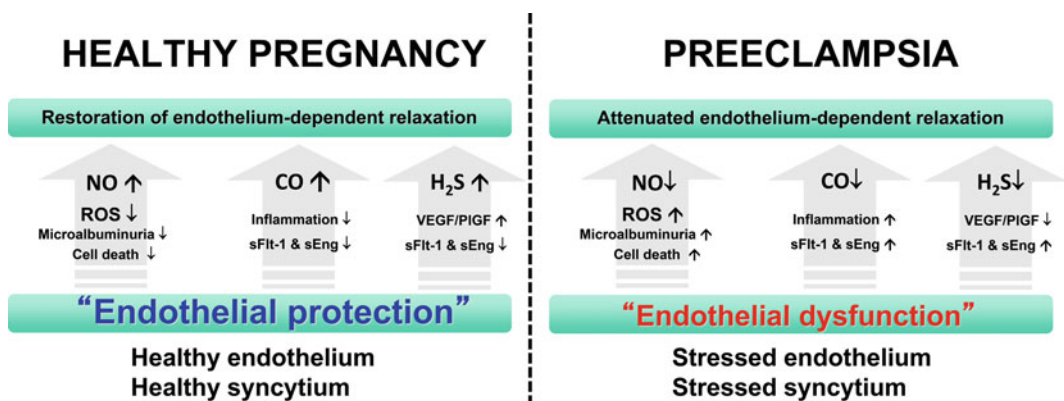 HEALTHY PREGNANCY
Restoration of endothelium-dependent relaxation
NO ↑
ROS ↓
Microalbuminuria ↓
Cell death ↓
CO ↑
Inflammation ↓
sFlt-1 & sEng ↓
H₂S ↑
VEGF/PIGF ↑
sFlt-1 & sEng ↓
“Endothelial protection”
Healthy endothelium
Healthy syncytium
PREECLAMPSIA
Attenuated endothelium-dependent relaxation
NO↓
ROS ↑
Microalbuminuria ↑
Cell death ↑
CO↓
Inflammation ↑
sFlt-1 & sEng ↑
H₂S↓
VEGF/PIGF ↓
sFlt-1 & sEng ↑
“Endothelial dysfunction”
Stressed endothelium
Stressed syncytium